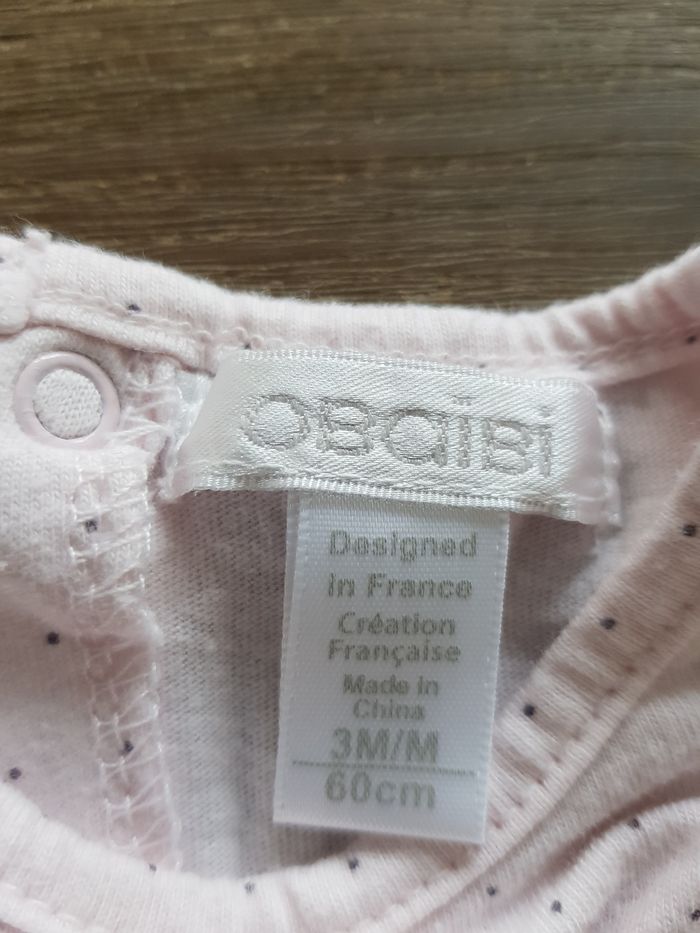 OBAÏBI
Designed
in France
Création
Française
Made in
China
3M/M
60cm